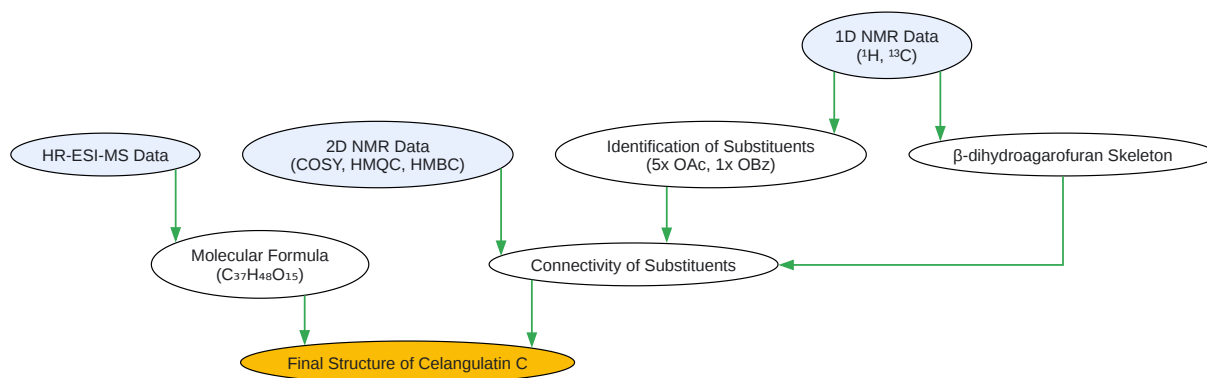 1D NMR Data
(¹H, ¹³C)
HR-ESI-MS Data
2D NMR Data
(COSY, HMQC, HMBC)
Identification of Substituents
(5x OAc, 1x OBz)
β-dihydroagarofuran Skeleton
Molecular Formula
(C₃₇H₄₈O₁₅)
Connectivity of Substituents
Final Structure of Celangulatin C